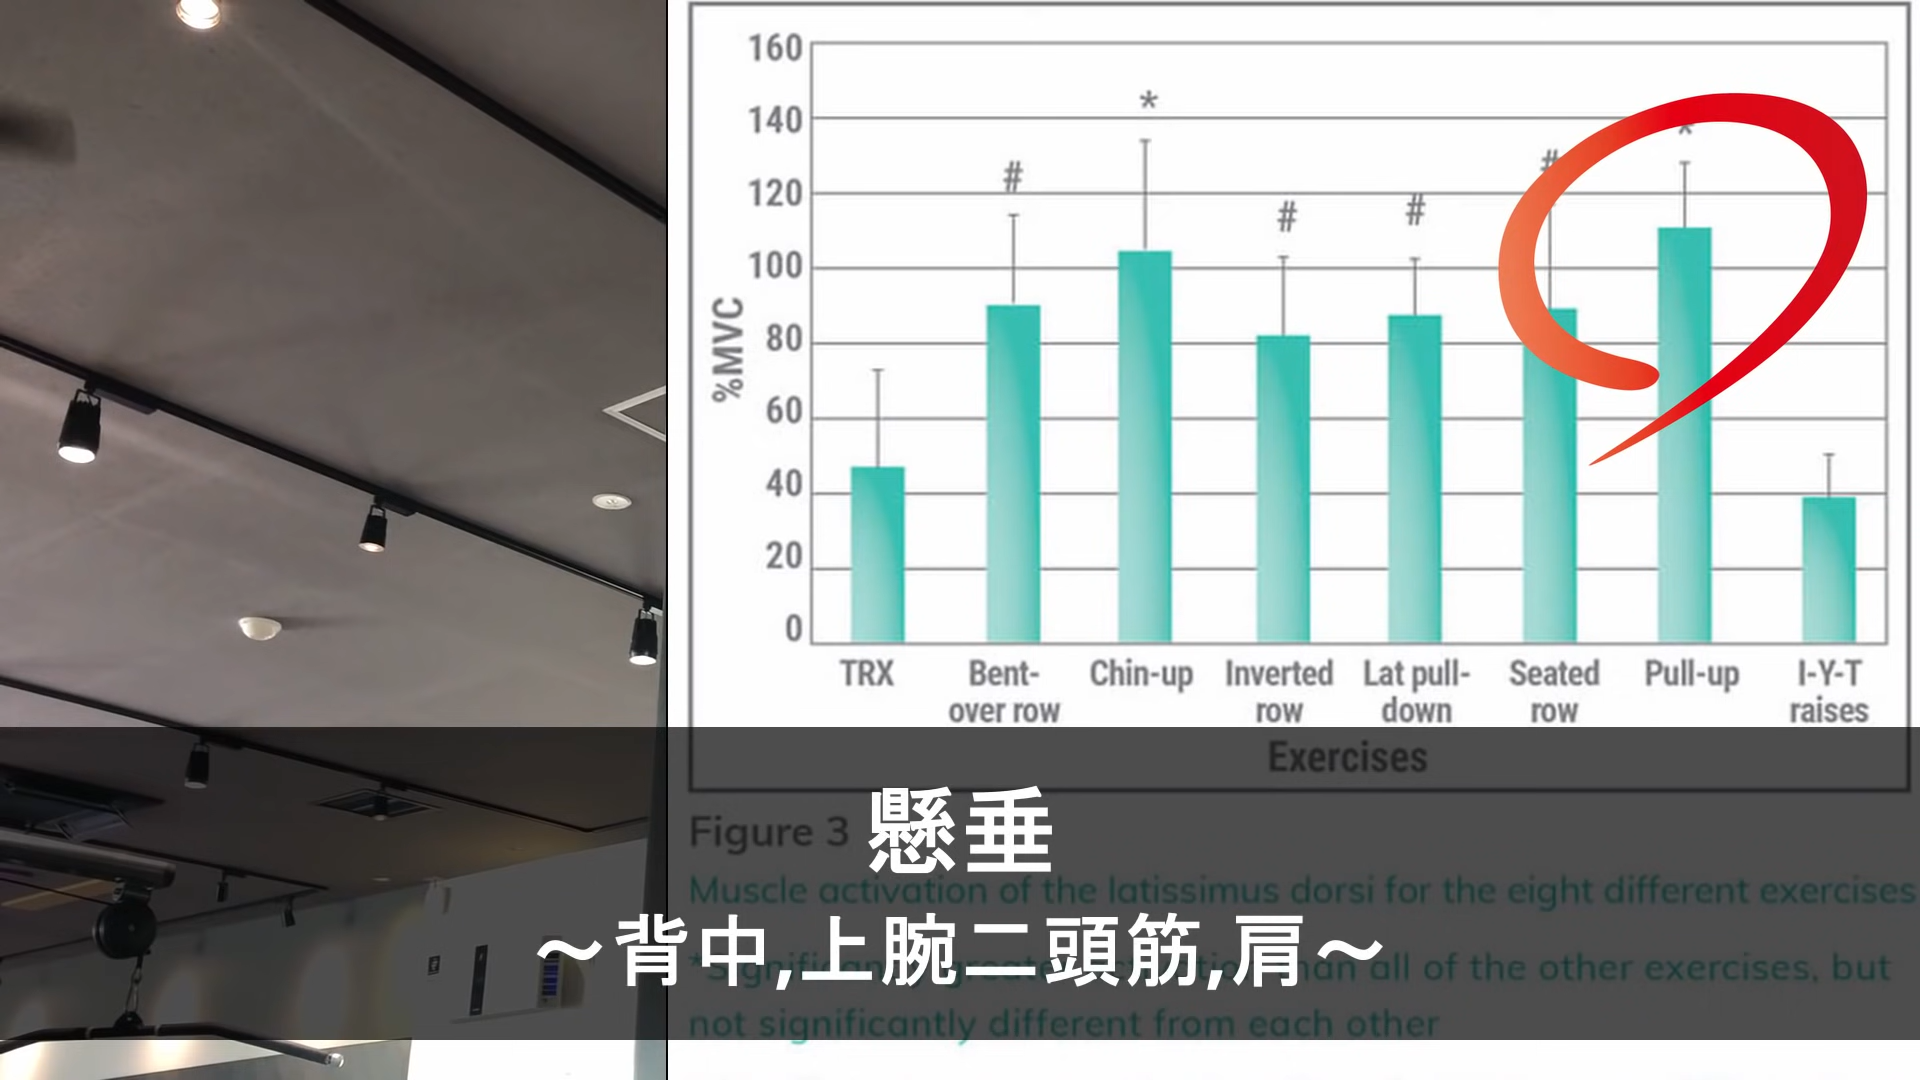 160
140
120
100
80
60
40
20
0
%MVC
#
*
#
#
#
*
TRX
Bent-over row
Chin-up
Inverted row
Lat pull-down
Seated row
Pull-up
I-Y-T raises
Exercises
Figure 3
懸垂
Muscle activation of the latissimus dorsi for the eight different exercises
〜背中,上腕二頭筋,肩〜
than all of the other exercises, but
not significantly different from each other